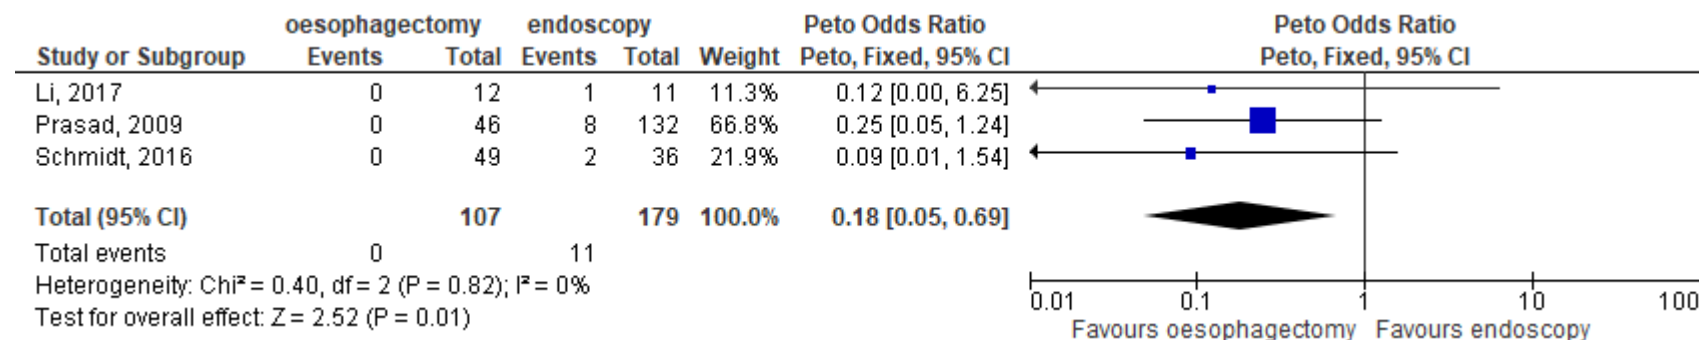 oesophagectomy endoscopy Peto Odds Ratio Peto Odds Ratio
Study or Subgroup Events Total Events Total Weight Peto, Fixed, 95% CI Peto, Fixed, 95% CI
Li, 2017 0 12 1 11 11.3% 0.12 [0.00, 6.25]
Prasad, 2009 0 46 8 132 66.8% 0.25 [0.05, 1.24]
Schmidt, 2016 0 49 2 36 21.9% 0.09 [0.01, 1.54]
Total (95% CI) 107 179 100.0% 0.18 [0.05, 0.69]
Total events 0 11
Heterogeneity: Chi² = 0.40, df = 2 (P = 0.82); I² = 0%
Test for overall effect: Z = 2.52 (P = 0.01)
0.01 0.1 1 10 100
Favours oesophagectomy Favours endoscopy